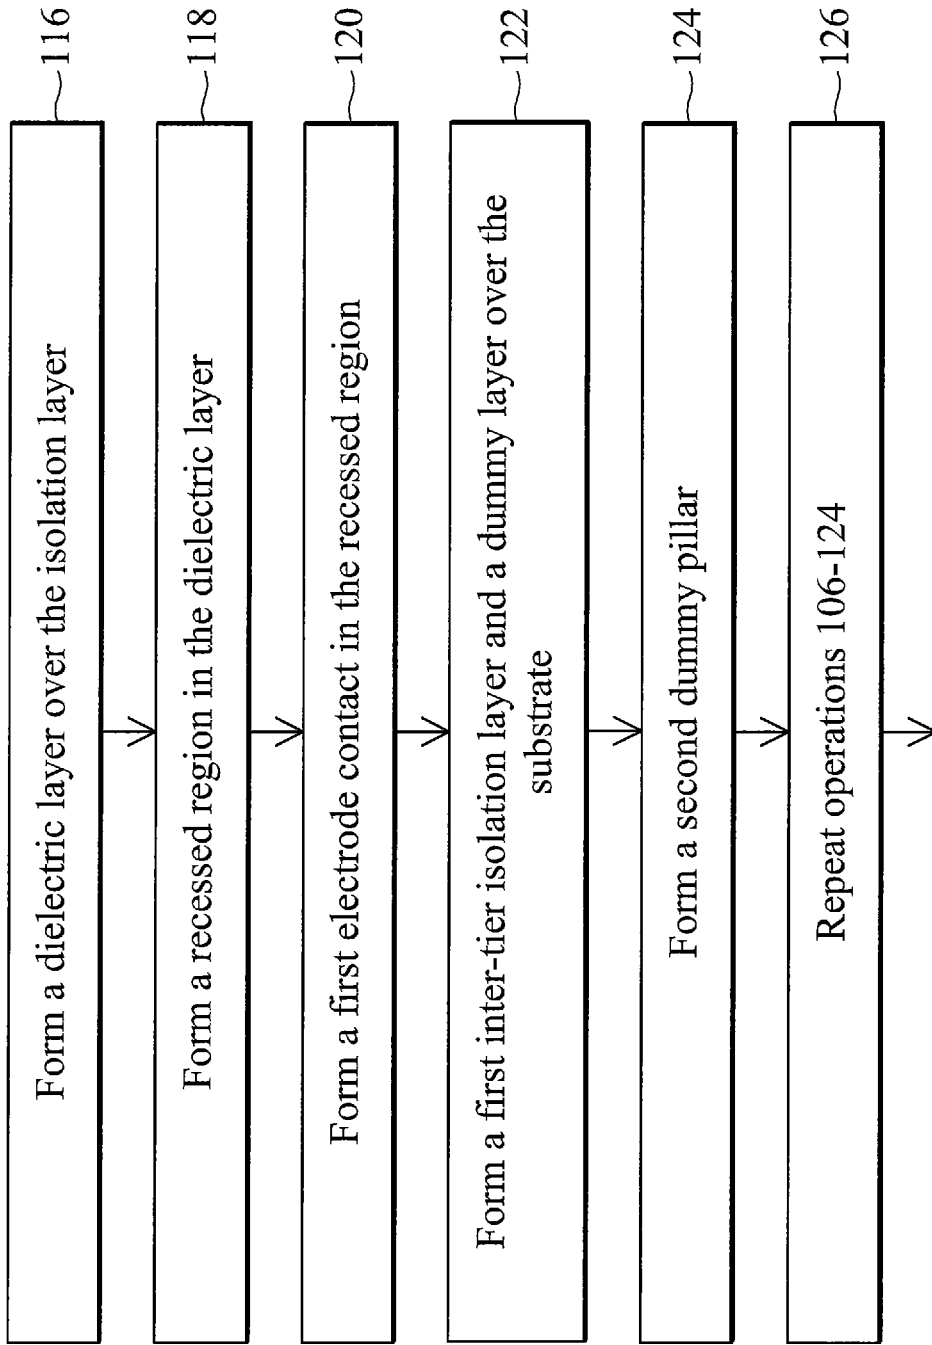 Form a dielectric layer over the isolation layer
116
Form a recessed region in the dielectric layer
118
Form a first electrode contact in the recessed region
120
Form a first inter-tier isolation layer and a dummy layer over the
substrate
122
Form a second dummy pillar
124
Repeat operations 106-124
126